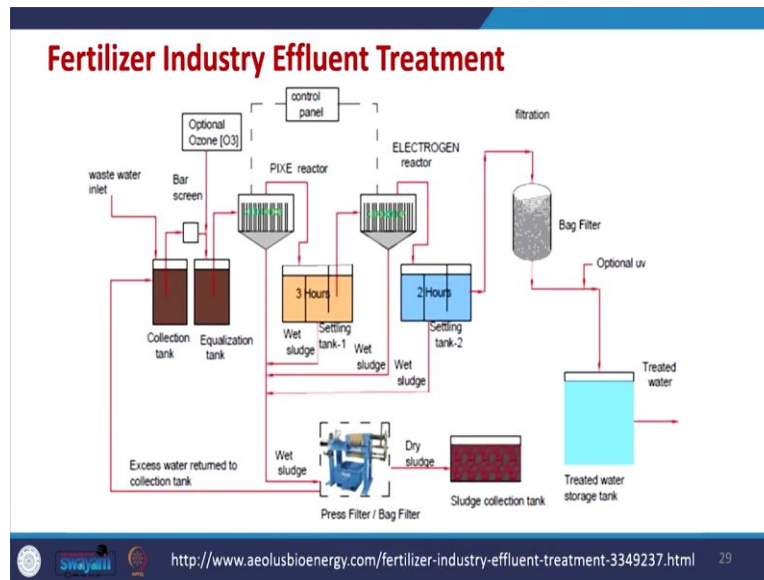 Fertilizer Industry Effluent Treatment
control
panel
filtration
Optional
Ozone [O3]
ELECTROGEN
reactor
PIXE reactor
waste water
inlet
Bar
screen
Bag Filter
Optional uv
3 Hours
2 Hours
Collection
tank
Equalization
tank
Wet
sludge
Settling
tank-1
Wet
sludge
Wet
sludge
Settling
tank-2
Treated
water
Excess water returned to
collection tank
Wet
sludge
Dry
sludge
Press Filter / Bag Filter
Sludge collection tank
Treated water
storage tank
swayam
http://www.aeolusbioenergy.com/fertilizer-industry-effluent-treatment-3349237.html
29